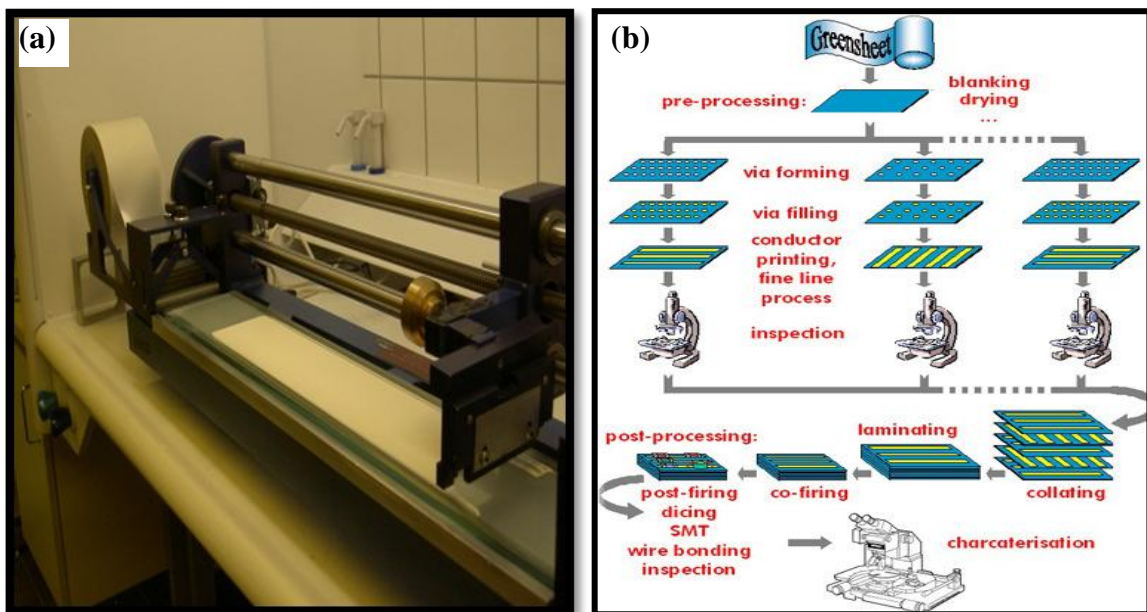 (a)
(b)
Greensheet
pre-processing:
blanking
drying
...
via forming
via filling
conductor
printing,
fine line
process
inspection
post-processing:
laminating
post-firing
dicing
SMT
wire bonding
inspection
co-firing
collating
charcaterisation